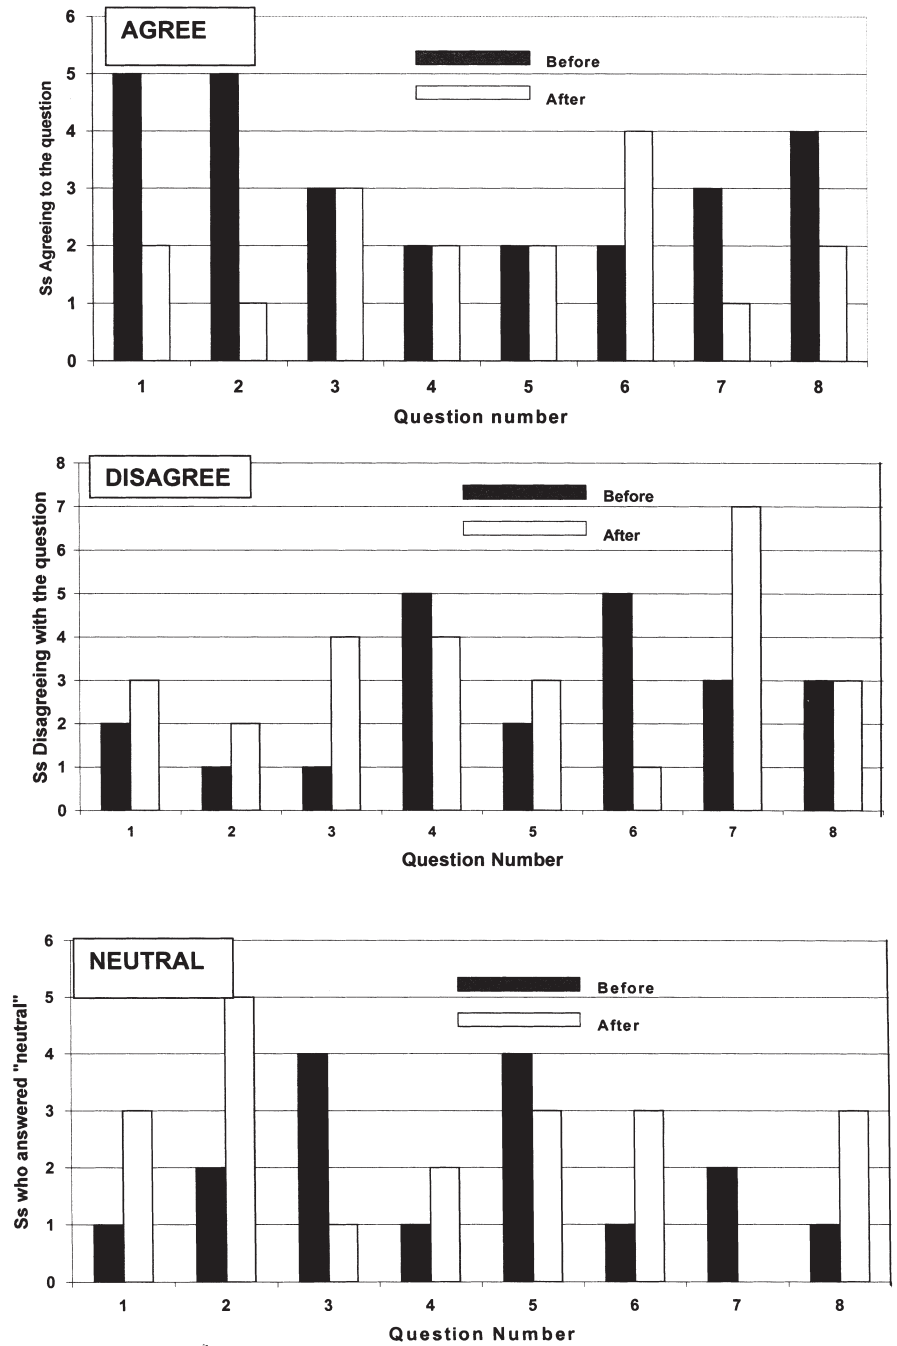 AGREE
Before
After
Ss Agreeing to the question
6
5
4
3
2
1
0
1 2 3 4 5 6 7 8
Question number
DISAGREE
Before
After
Ss Disagreeing with the question
8
7
6
5
4
3
2
1
0
1 2 3 4 5 6 7 8
Question Number
NEUTRAL
Before
After
Ss who answered "neutral"
6
5
4
3
2
1
0
1 2 3 4 5 6 7 8
Question Number